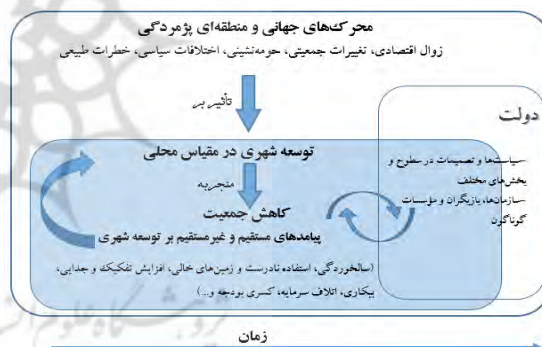 محرک‌های جهانی و منطقه‌ای پژمردگی
زوال اقتصادی، تغییرات جمعیتی، حومه‌نشینی، اختلافات سیاسی، خطرات طبیعی
تأثیر بر
دولت
-سیاست‌ها و تصمیمات در سطوح و
بخش‌های مختلف
-سازمان‌ها، بازیگران و مؤسسات
گوناگون
توسعه شهری در مقیاس محلی
منجر به
کاهش جمعیت
پیامدهای مستقیم و غیرمستقیم بر توسعه شهری
(سالخوردگی، استفاده نادرست و زمین‌های خالی، افزایش تفکیک و جدایی،
بیکاری، اتلاف سرمایه، کسری بودجه و...)
زمان